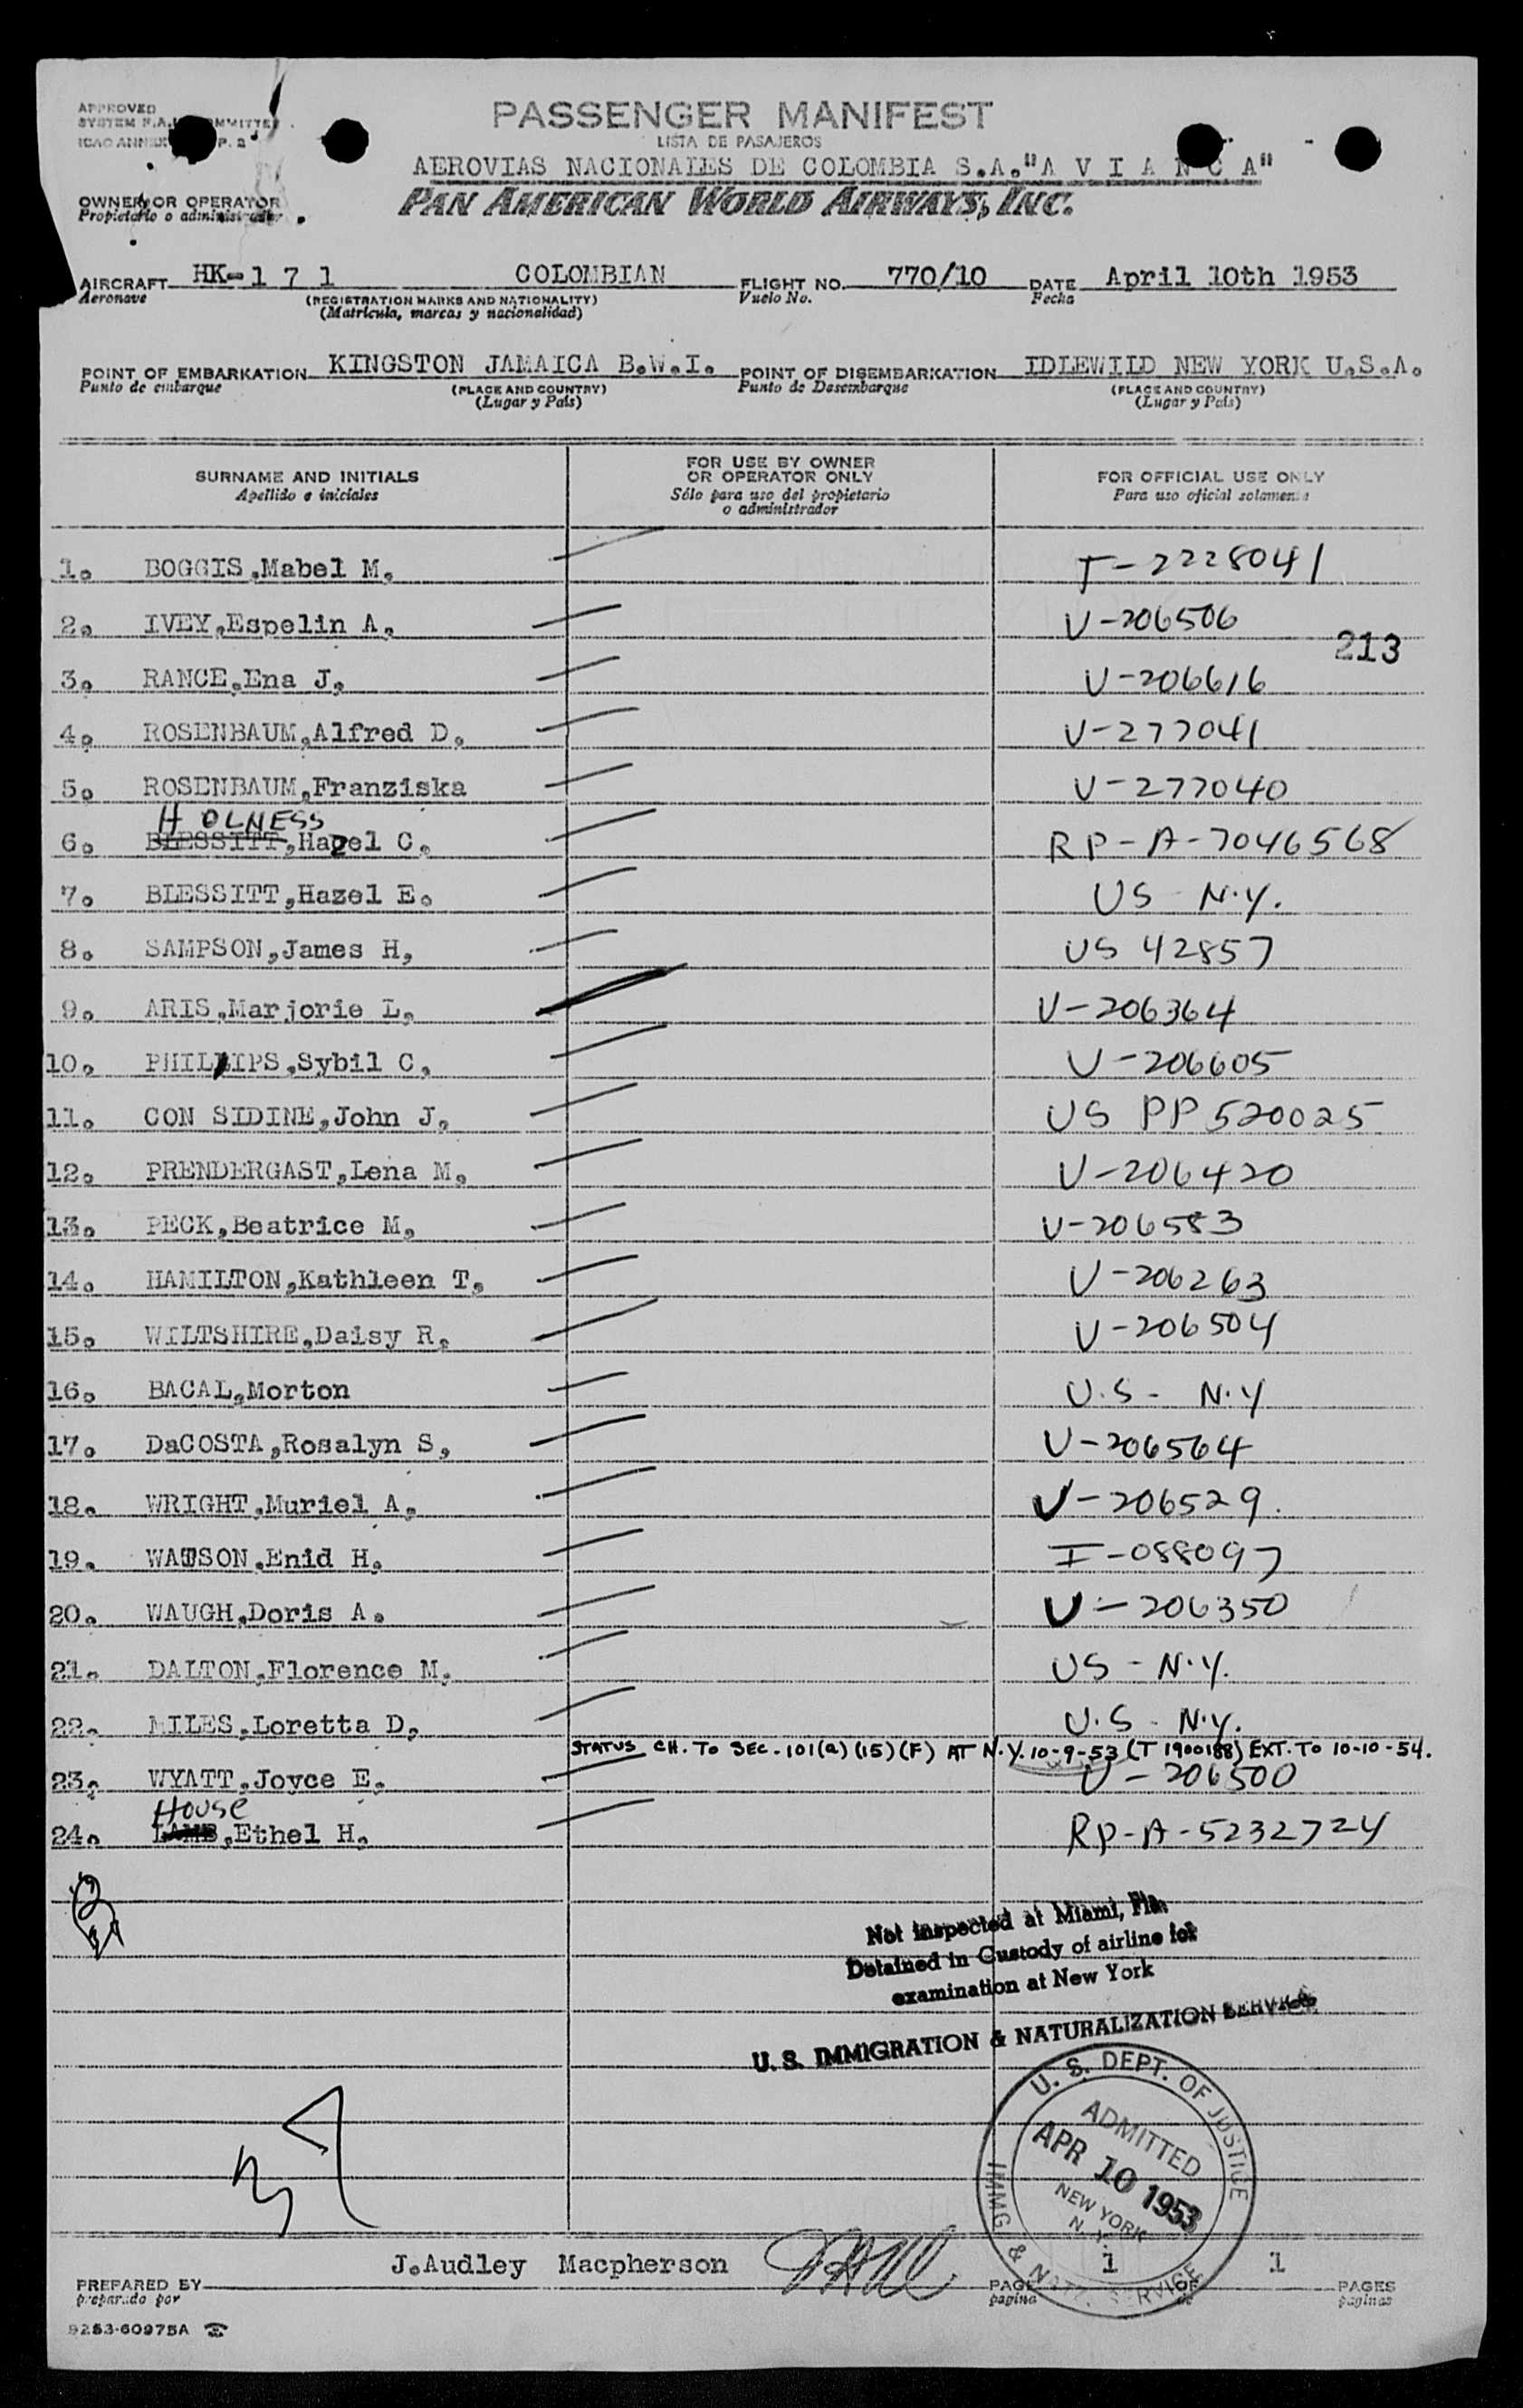 APPROVED
PASSENGER MANIFEST
LISTA DE PASAJEROS
AEROVIAS NACIONALES DE COLOMBIA S.A."A V I A N C A"
OWNER OR OPERATOR
Propietario o administrador
PAN AMERICAN WORLD AIRWAYS, INC.
AIRCRAFT HK-1 7 1 COLOMBIAN FLIGHT NO. 770/10 DATE April 10th 1953
Aeronave (REGISTRATION MARKS AND NATIONALITY) Vuelo No. Fecha
(Matrícula, marcas y nacionalidad)
POINT OF EMBARKATION KINGSTON JAMAICA B.W.I. POINT OF DISEMBARKATION IDLEWILD NEW YORK U.S.A.
Punto de embarque (PLACE AND COUNTRY) Punto de Desembarque (PLACE AND COUNTRY)
(Lugar y País) (Lugar y País)
SURNAME AND INITIALS
Apellido e iniciales
FOR USE BY OWNER
OR OPERATOR ONLY
Sólo para uso del propietario
o administrador
FOR OFFICIAL USE ONLY
Para uso oficial solamente
1. BOGGIS,Mabel M. T-2228041
2. IVEY,Espelin A. V-206506
213
3. RANCE,Ena J. V-206616
4. ROSENBAUM,Alfred D. V-277041
5. ROSENBAUM,Franziska V-277040
HOLNESS
6. BLESSITT,Hazel C. RP-A-7046568
7. BLESSITT,Hazel E. US N.Y.
8. SAMPSON,James H. US 42857
9. ARIS,Marjorie L. V-206364
10. PHILLIPS,Sybil C. V-206605
11. CON SIDINE,John J. US PP 520025
12. PRENDERGAST,Lena M. V-206420
13. PECK,Beatrice M. V-206583
14. HAMILTON,Kathleen T. V-206263
15. WILTSHIRE,Daisy R. V-206504
16. BACAL,Morton U.S - N.Y
17. DaCOSTA,Rosalyn S. V-206564
18. WRIGHT,Muriel A. V-206529.
19. WATSON,Enid H. I-088097
20. WAUGH,Doris A. V-206350
21. DALTON,Florence M. US - N.Y.
22. MILES,Loretta D. U.S - N.Y.
STATUS CH. TO SEC.-101(a)(15)(F) AT N.Y. 10-9-53 (T 1900188) EXT. TO 10-10-54.
23. WYATT,Joyce E. V-206500
House
24. LAMB,Ethel H. RP-A-5232724
Not Inspected at Miami, Fla.
Detained in Custody of airline for
examination at New York
U. S. IMMIGRATION & NATURALIZATION SERVICE
U. S. DEPT. OF JUSTICE
ADMITTED
APR 10 1953
NEW YORK
N. Y.
IMMG & NATZ. SERVICE
J.Audley Macpherson
PREPARED BY PAGE 1 OF 1 PAGES
preparado por pagina de paginas
9253-60975A